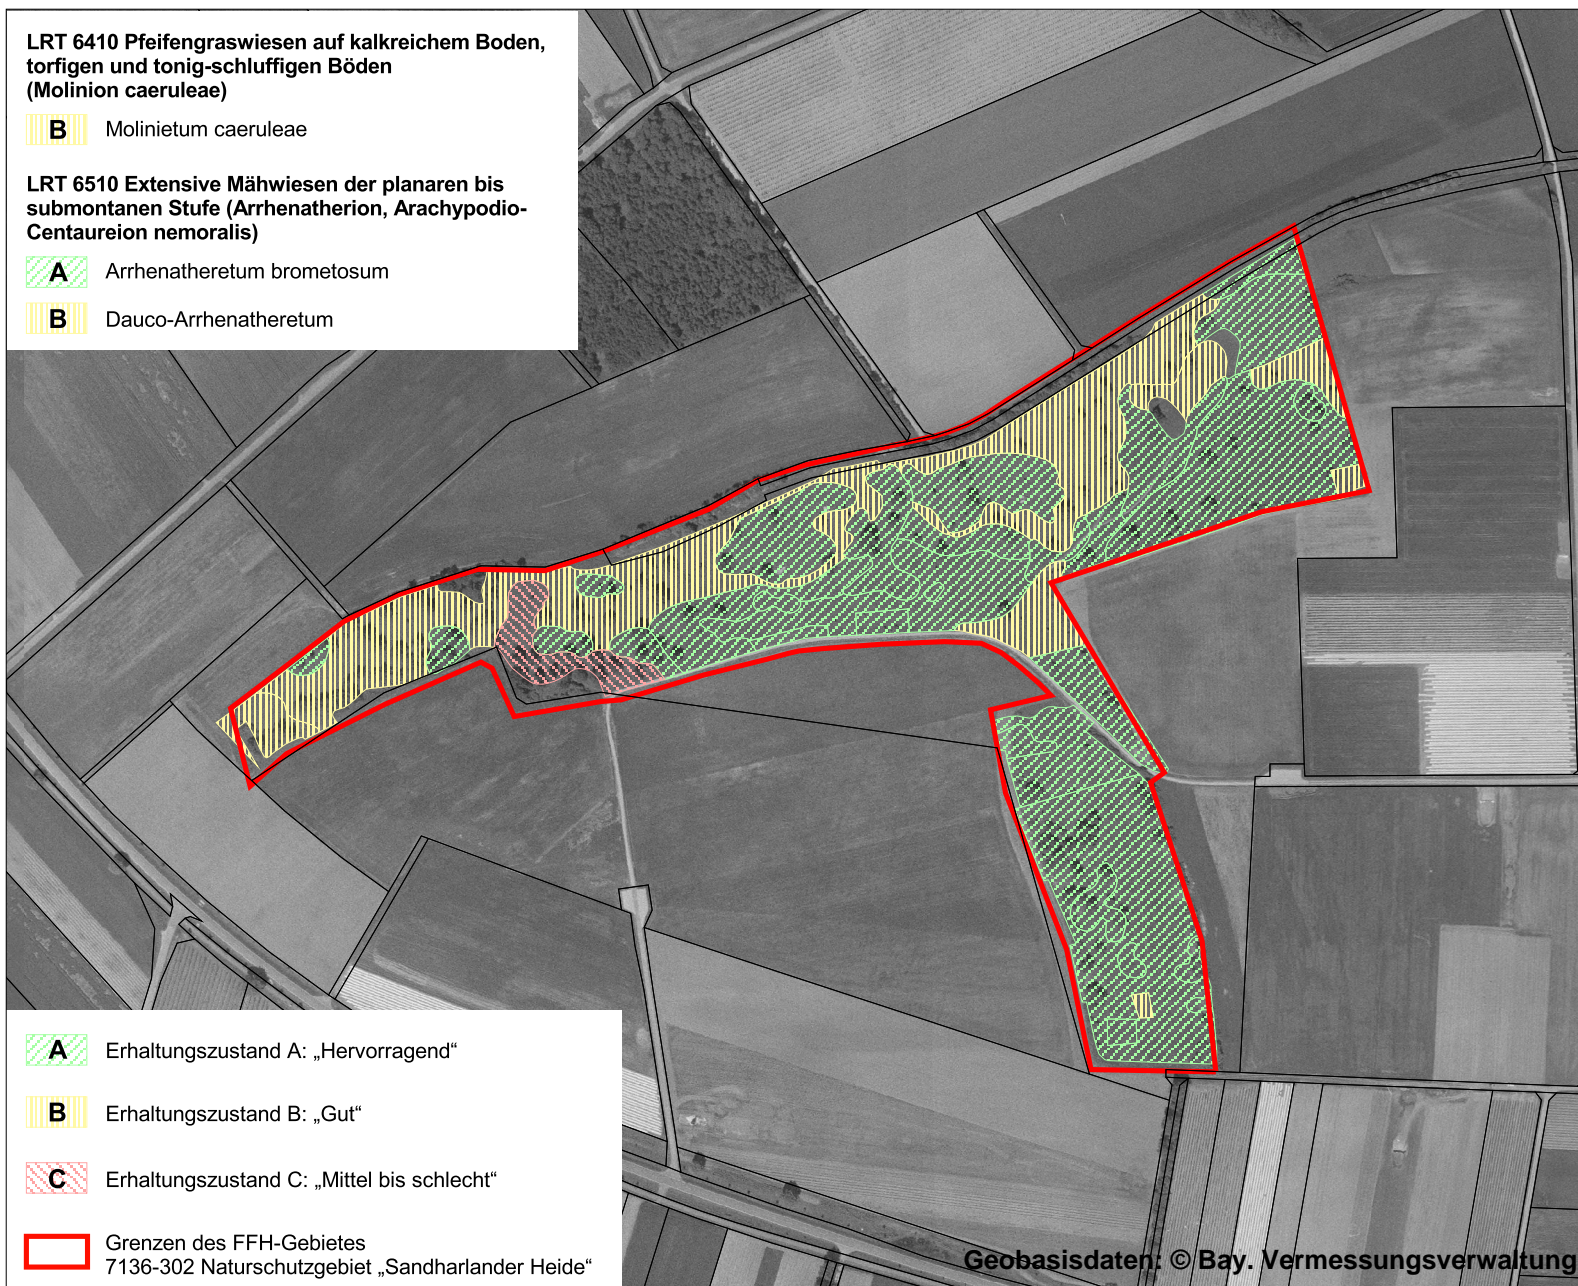 LRT 6410 Pfeifengraswiesen auf kalkreichem Boden,
torfigen und tonig-schluffigen Böden
(Molinion caeruleae)
B Molinietum caeruleae
LRT 6510 Extensive Mähwiesen der planaren bis
submontanen Stufe (Arrhenatherion, Arachypodio-
Centaureion nemoralis)
A Arrhenatheretum brometosum
B Dauco-Arrhenatheretum
A Erhaltungszustand A: „Hervorragend“
B Erhaltungszustand B: „Gut“
C Erhaltungszustand C: „Mittel bis schlecht“
Grenzen des FFH-Gebietes
7136-302 Naturschutzgebiet „Sandharlander Heide“
Geobasisdaten: © Bay. Vermessungsverwaltung